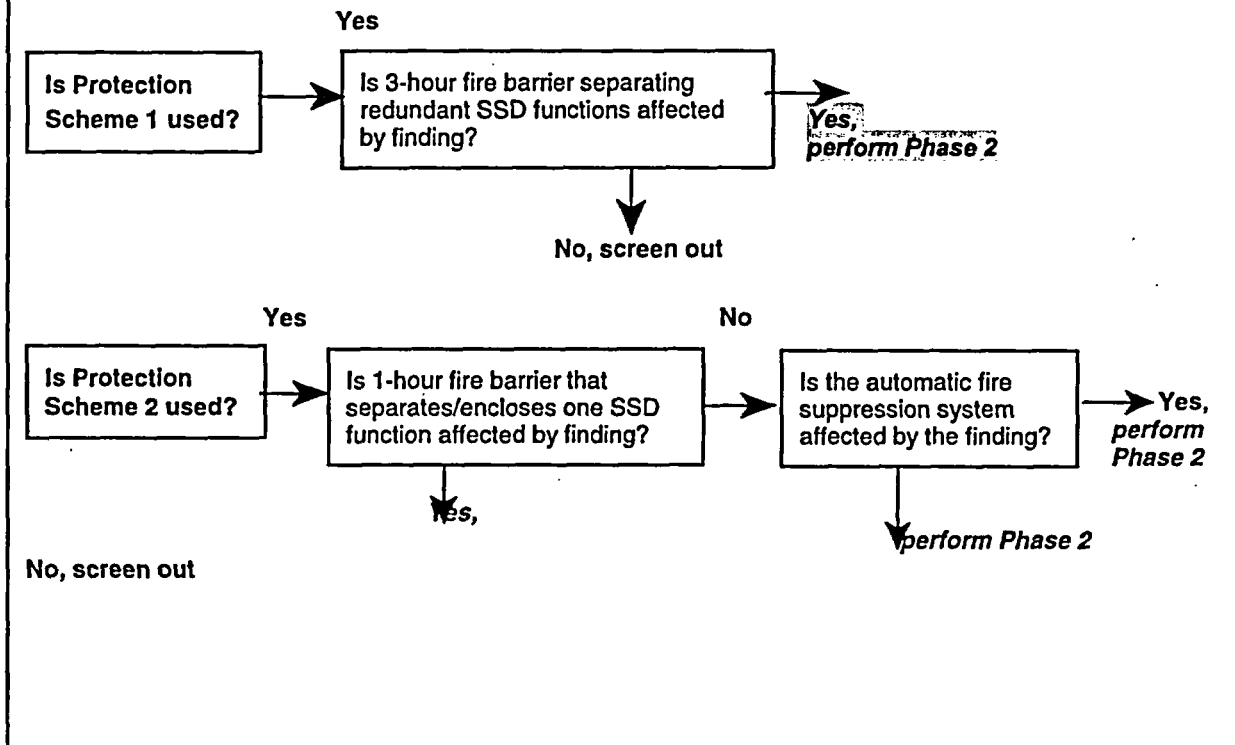 Yes
Is Protection
Scheme 1 used?
Is 3-hour fire barrier separating
redundant SSD functions affected
by finding?
Yes,
perform Phase 2
No, screen out
Yes
No
Is Protection
Scheme 2 used?
Is 1-hour fire barrier that
separates/encloses one SSD
function affected by finding?
Is the automatic fire
suppression system
affected by the finding?
Yes,
perform
Phase 2
Yes,
perform Phase 2
No, screen out